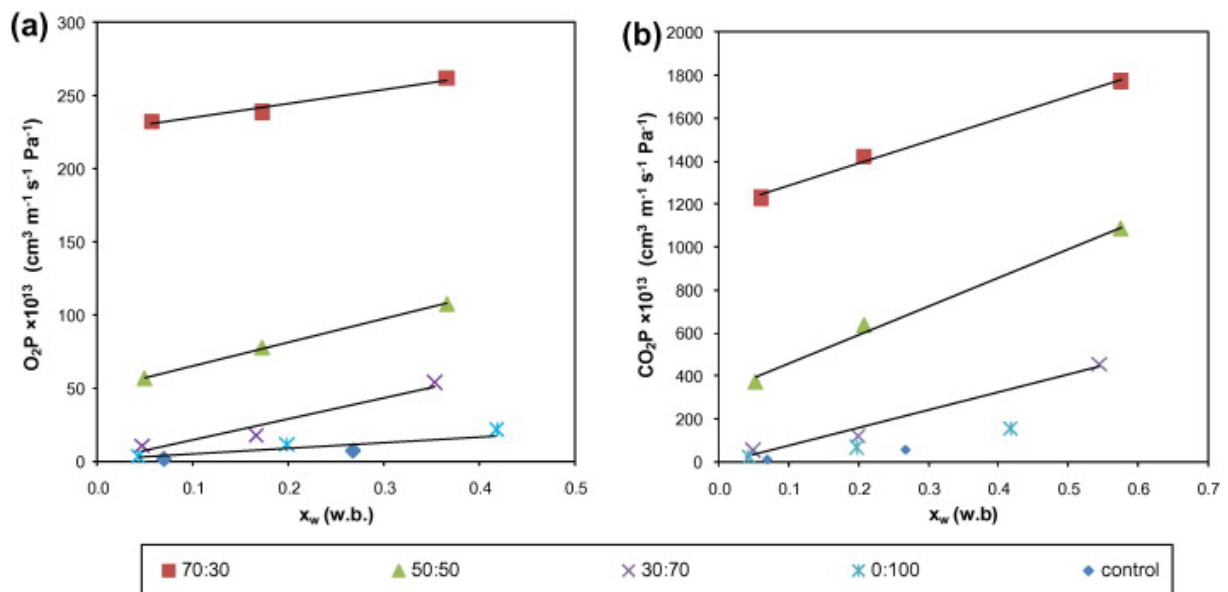 (a)
300
250
200
150
100
50
0
O₂P ×10¹³ (cm³ m⁻¹ s⁻¹ Pa⁻¹)
0.0 0.1 0.2 0.3 0.4 0.5
xw (w.b.)
(b)
2000
1800
1600
1400
1200
1000
800
600
400
200
0
CO₂P ×10¹³ (cm³ m⁻¹ s⁻¹ Pa⁻¹)
0.0 0.1 0.2 0.3 0.4 0.5 0.6 0.7
xw (w.b)
70:30 50:50 30:70 0:100 control